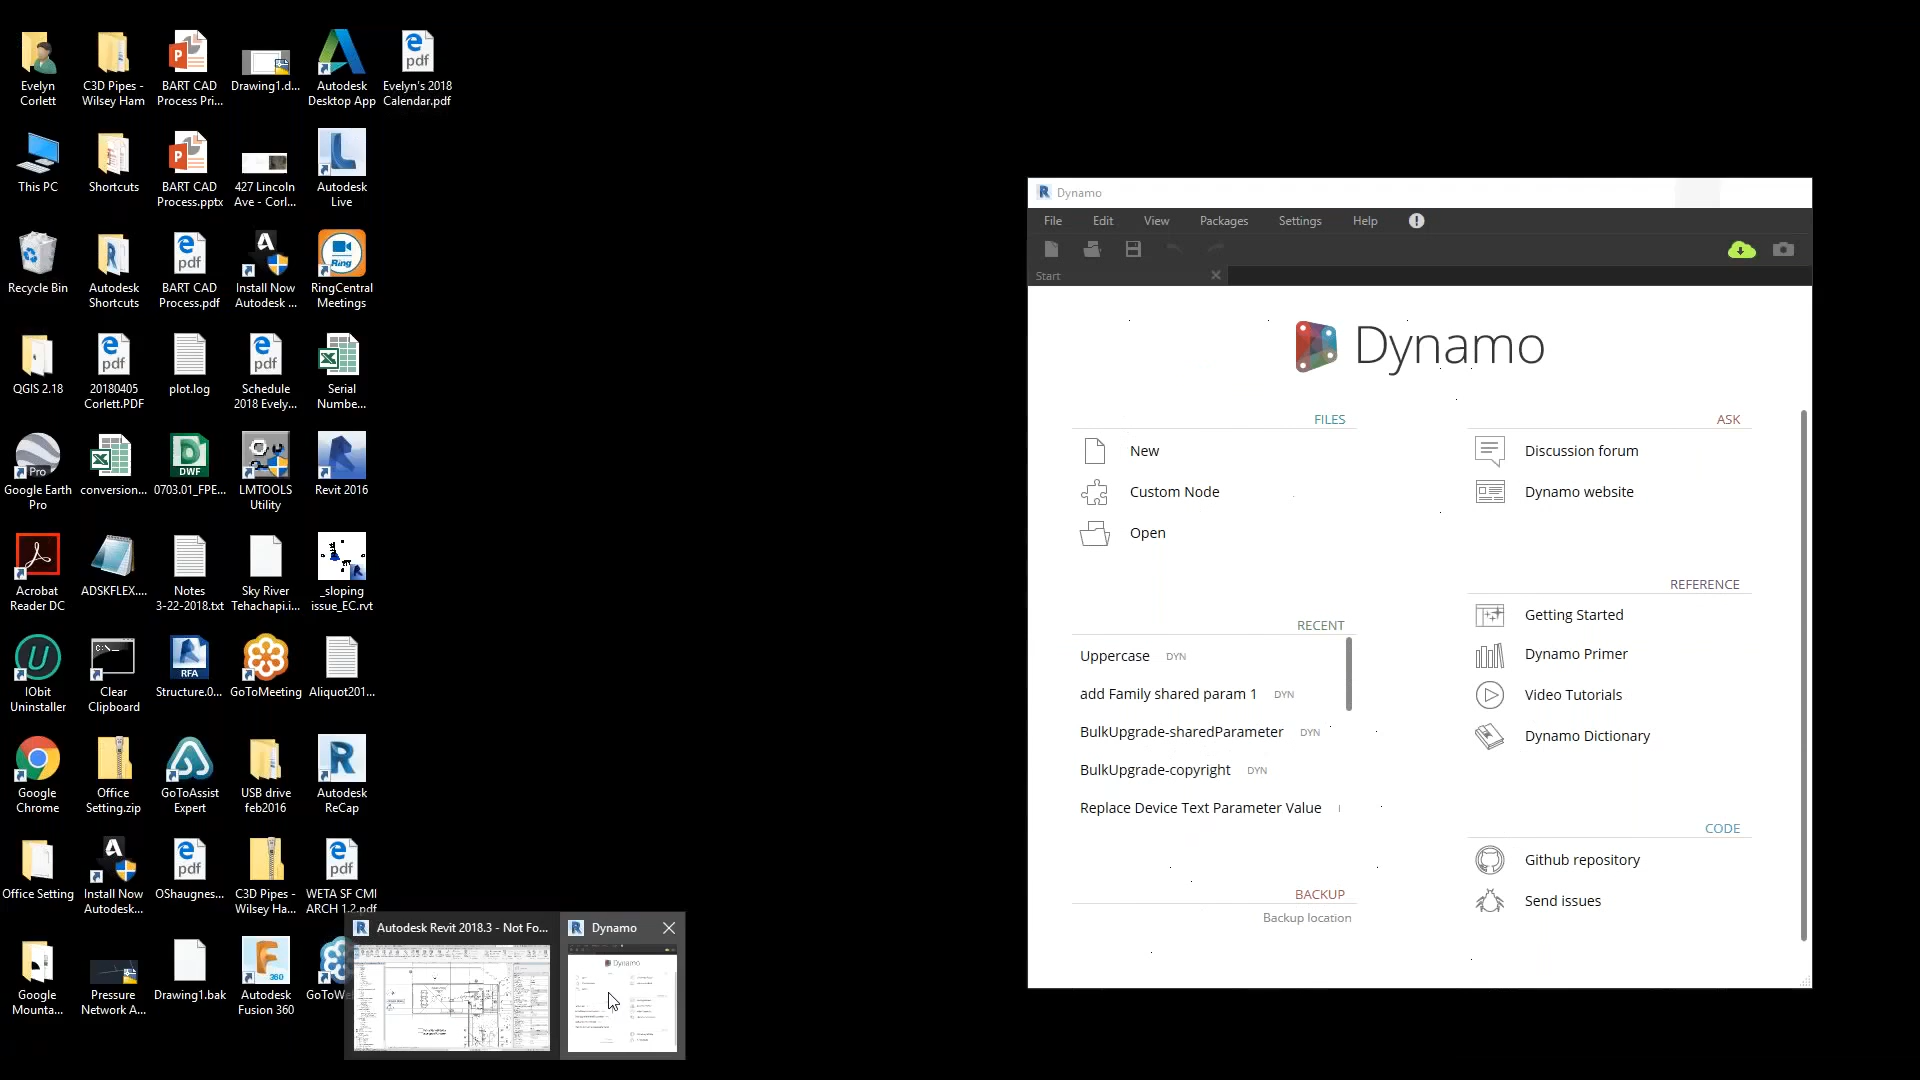 Evelyn
Corlett
C3D Pipes -
Wilsey Ham
BART CAD
Process Pri...
Drawing1.d...
Autodesk
Desktop App
Evelyn's 2018
Calendar.pdf
This PC
Shortcuts
BART CAD
Process.pptx
427 Lincoln
Ave - Corl...
Autodesk
Live
Recycle Bin
Autodesk
Shortcuts
BART CAD
Process.pdf
Install Now
Autodesk ...
RingCentral
Meetings
QGIS 2.18
20180405
Corlett.PDF
plot.log
Schedule
2018 Evely...
Serial
Numbe...
Google Earth
Pro
conversion...
0703.01_FPE...
LMTOOLS
Utility
Revit 2016
Acrobat
Reader DC
ADSKFLEX....
Notes
3-22-2018.txt
Sky River
Tehachapi.i...
_sloping
issue_EC.rvt
IObit
Uninstaller
Clear
Clipboard
Structure.0...
GoToMeeting
Aliquot201...
Google
Chrome
Office
Setting.zip
GoToAssist
Expert
USB drive
feb2016
Autodesk
ReCap
Office Setting
Install Now
Autodesk...
OShaugnes...
C3D Pipes -
Wilsey Ha...
WETA SF CMI
ARCH 1.2.pdf
Google
Mounta...
Pressure
Network A...
Drawing1.bak
Autodesk
Fusion 360
GoToWe
Autodesk Revit 2018.3 - Not Fo...
Dynamo
Dynamo
File Edit View Packages Settings Help
Start
Dynamo
FILES
New
Custom Node
Open
RECENT
Uppercase DYN
add Family shared param 1 DYN
BulkUpgrade-sharedParameter DYN
BulkUpgrade-copyright DYN
Replace Device Text Parameter Value
BACKUP
Backup location
ASK
Discussion forum
Dynamo website
REFERENCE
Getting Started
Dynamo Primer
Video Tutorials
Dynamo Dictionary
CODE
Github repository
Send issues